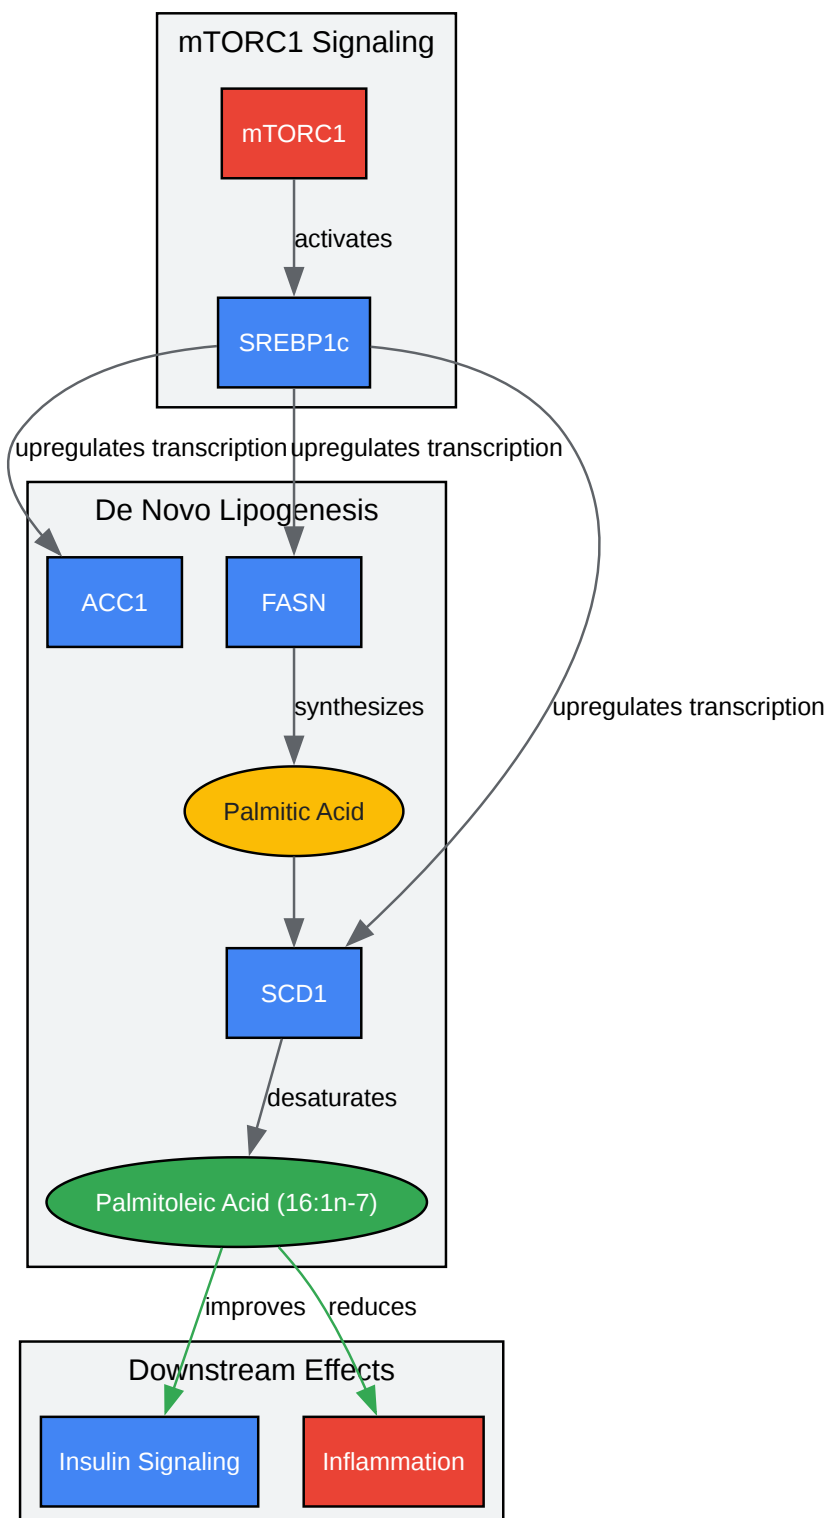 mTORC1 Signaling
mTORC1
activates
SREBP1c
upregulates transcription
upregulates transcription
De Novo Lipogenesis
ACC1
FASN
synthesizes
upregulates transcription
Palmitic Acid
SCD1
desaturates
Palmitoleic Acid (16:1n-7)
improves
reduces
Downstream Effects
Insulin Signaling
Inflammation